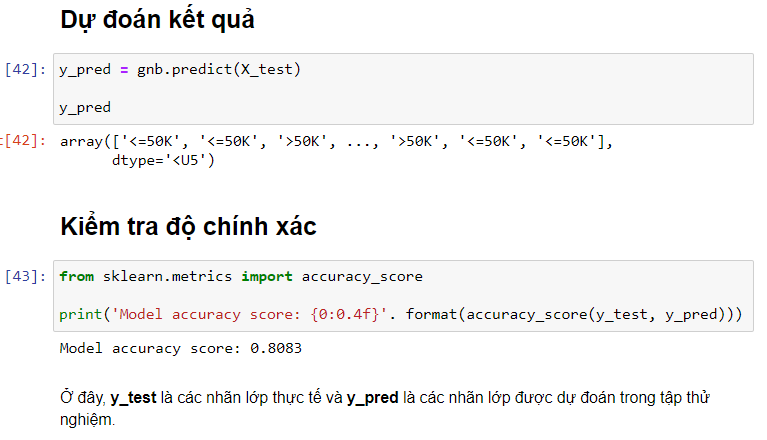 Dự đoán kết quả
[42]: y_pred = gnb.predict(X_test)
y_pred
t[42]: array(['<=50K', '<=50K', '>50K', ..., '>50K', '<=50K', '<=50K'],
dtype='<U5')
Kiểm tra độ chính xác
[43]: from sklearn.metrics import accuracy_score
print('Model accuracy score: {0:0.4f}'. format(accuracy_score(y_test, y_pred)))
Model accuracy score: 0.8083
Ở đây, y_test là các nhãn lớp thực tế và y_pred là các nhãn lớp được dự đoán trong tập thử
nghiệm.